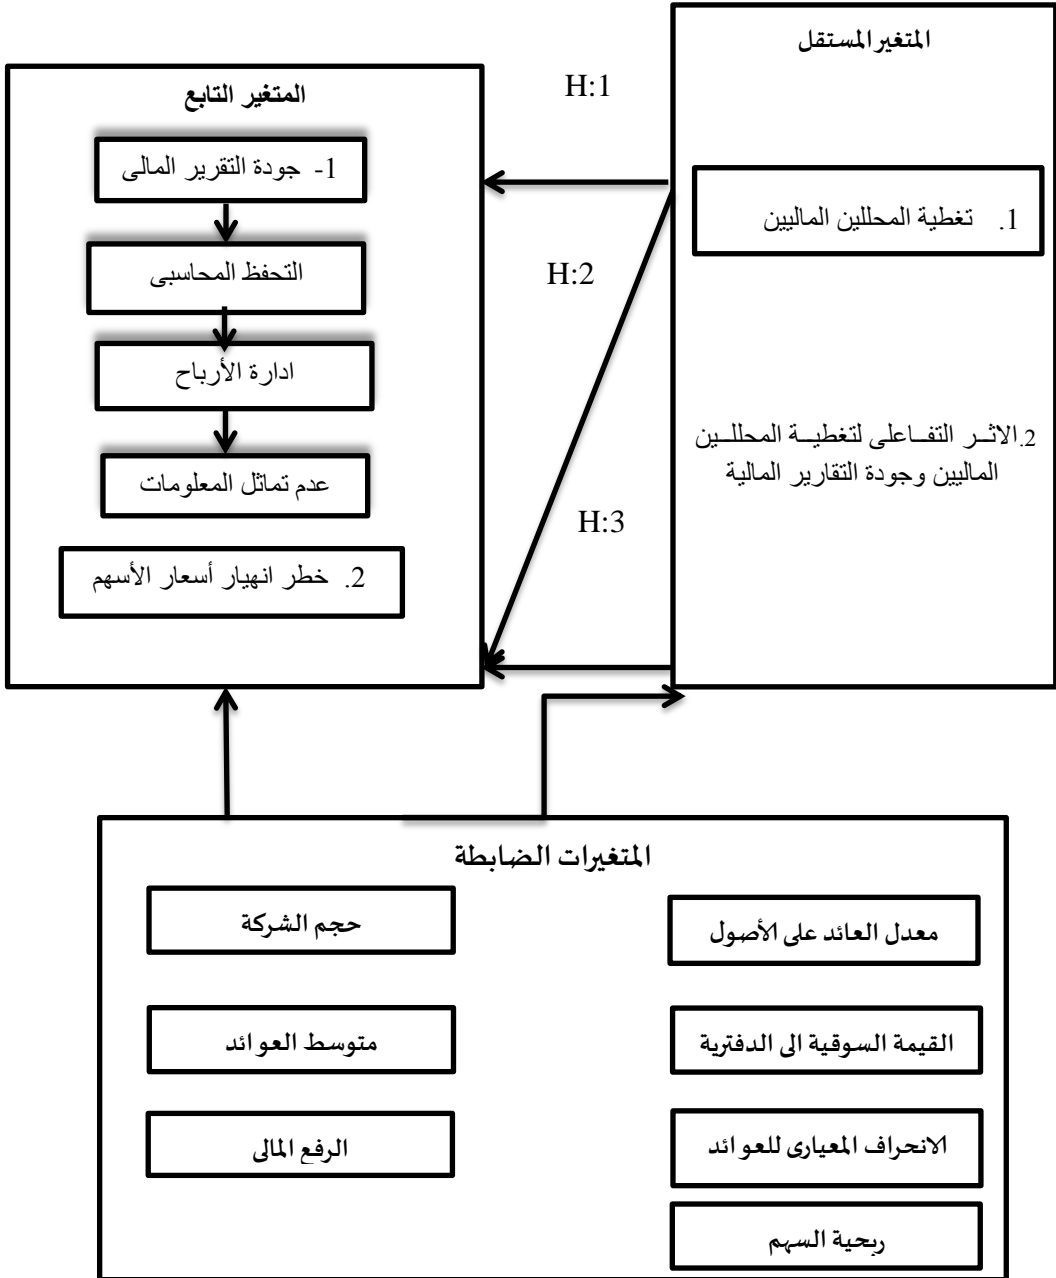 المتغير المستقل
1. تغطية المحللين الماليين
2. الاثر التفاعلى لتغطية المحللين
الماليين وجودة التقارير المالية
H:1
H:2
H:3
المتغير التابع
1- جودة التقرير المالى
التحفظ المحاسبى
ادارة الأرباح
عدم تماثل المعلومات
2. خطر انهيار أسعار الأسهم
المتغيرات الضابطة
معدل العائد على الأصول
حجم الشركة
القيمة السوقية الى الدفترية
متوسط العوائد
الانحراف المعيارى للعوائد
الرفع المالى
ربحية السهم